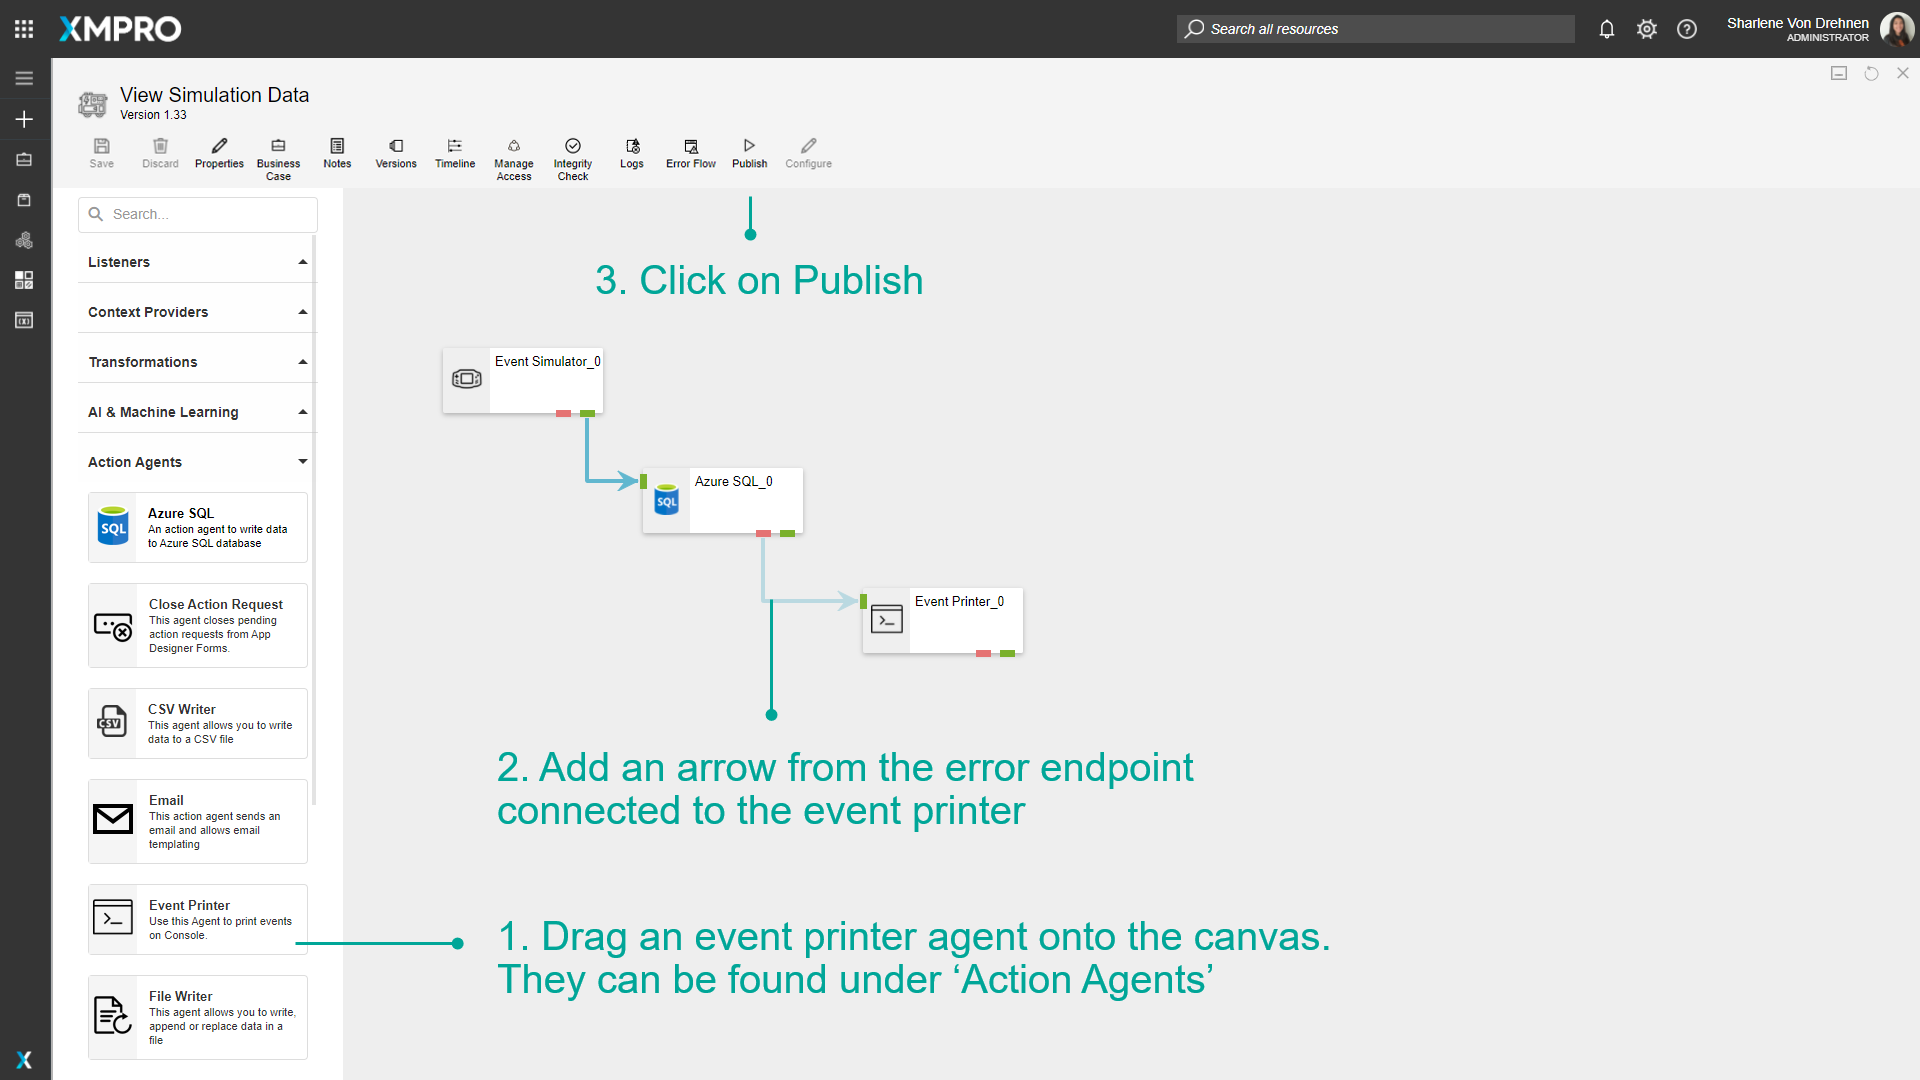 XMPRO
Search all resources
Sharlene Von Drehnen
ADMINISTRATOR
View Simulation Data
Version 1.33
Save
Discard
Properties
Business
Case
Notes
Versions
Timeline
Manage
Access
Integrity
Check
Logs
Error Flow
Publish
Configure
Search...
Listeners
Context Providers
Transformations
AI & Machine Learning
Action Agents
SQL
Azure SQL
An action agent to write data
to Azure SQL database
Close Action Request
This agent closes pending
action requests from App
Designer Forms.
CSV
CSV Writer
This agent allows you to write
data to a CSV file
Email
This action agent sends an
email and allows email
templating
Event Printer
Use this Agent to print events
on Console.
File Writer
This agent allows you to write,
append or replace data in a
file
3. Click on Publish
Event Simulator_0
SQL
Azure SQL_0
Event Printer_0
2. Add an arrow from the error endpoint
connected to the event printer
1. Drag an event printer agent onto the canvas.
They can be found under ‘Action Agents’